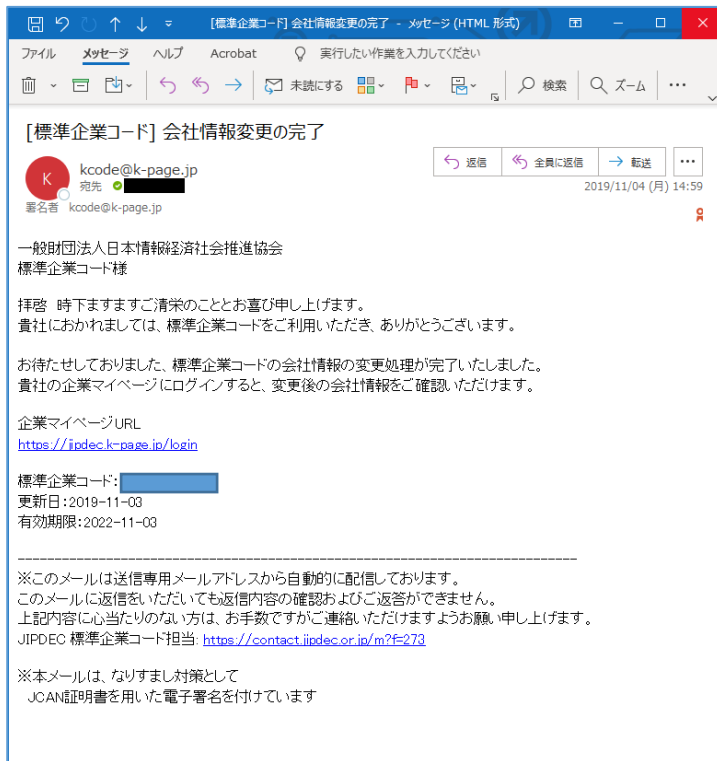 [標準企業コード] 会社情報変更の完了 - メッセージ (HTML 形式)
ファイル メッセージ ヘルプ Acrobat 実行したい作業を入力してください
未読にする 検索 ズーム
[標準企業コード] 会社情報変更の完了
K
kcode@k-page.jp
返信 全員に返信 転送
宛先
2019/11/04 (月) 14:59
署名者 kcode@k-page.jp
一般財団法人日本情報経済社会推進協会
標準企業コード様
拝啓 時下ますますご清栄のこととお喜び申し上げます。
貴社におかれましては、標準企業コードをご利用いただき、ありがとうございます。
お待たせしておりました、標準企業コードの会社情報の変更処理が完了いたしました。
貴社の企業マイページにログインすると、変更後の会社情報をご確認いただけます。
企業マイページURL
https://jipdec.k-page.jp/login
標準企業コード:
更新日:2019-11-03
有効期限:2022-11-03
----------------------------------------------------------------------
※このメールは送信専用メールアドレスから自動的に配信しております。
このメールに返信をいただいても返信内容の確認およびご返答ができません。
上記内容に心当たりのない方は、お手数ですがご連絡いただけますようお願い申し上げます。
JIPDEC 標準企業コード担当: https://contact.jipdec.or.jp/m?f=273
※本メールは、なりすまし対策として
JCAN証明書を用いた電子署名を付けています